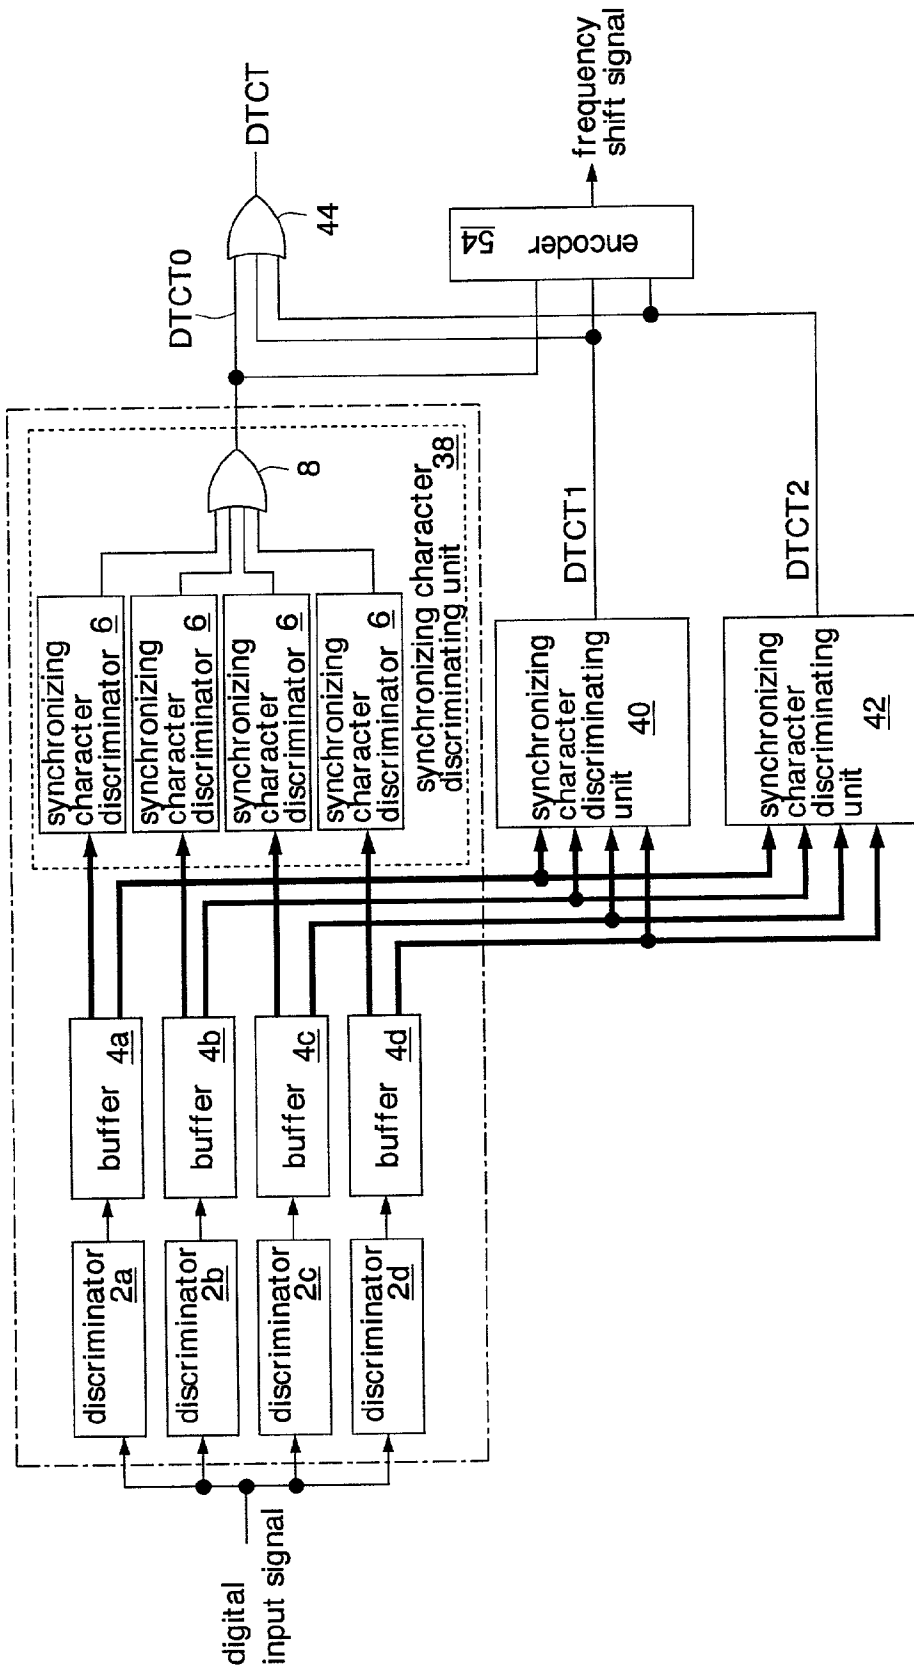 digital
input signal
discriminator
2a
discriminator
2b
discriminator
2c
discriminator
2d
buffer 4a
buffer 4b
buffer 4c
buffer 4d
synchronizing
character
discriminator 6
synchronizing
character
discriminator 6
synchronizing
character
discriminator 6
synchronizing
character
discriminator 6
synchronizing character
discriminating unit
38
8
DTCT0
44
DTCT
synchronizing
character
discriminating
unit
40
DTCT1
synchronizing
character
discriminating
unit
42
DTCT2
encoder 54
frequency
shift signal